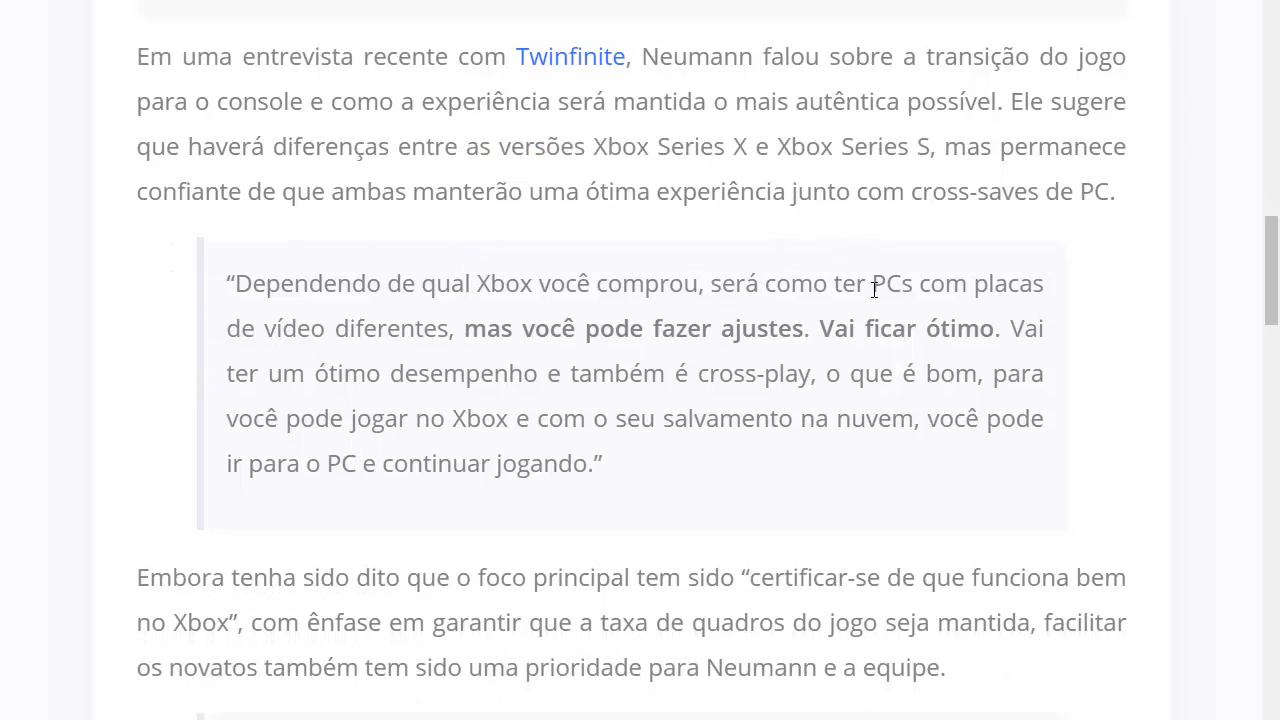 Em uma entrevista recente com Twinfinite, Neumann falou sobre a transição do jogo
para o console e como a experiência será mantida o mais autêntica possível. Ele sugere
que haverá diferenças entre as versões Xbox Series X e Xbox Series S, mas permanece
confiante de que ambas manterão uma ótima experiência junto com cross-saves de PC.
“Dependendo de qual Xbox você comprou, será como ter PCs com placas
de vídeo diferentes, mas você pode fazer ajustes. Vai ficar ótimo. Vai
ter um ótimo desempenho e também é cross-play, o que é bom, para
você pode jogar no Xbox e com o seu salvamento na nuvem, você pode
ir para o PC e continuar jogando.”
Embora tenha sido dito que o foco principal tem sido “certificar-se de que funciona bem
no Xbox”, com ênfase em garantir que a taxa de quadros do jogo seja mantida, facilitar
os novatos também tem sido uma prioridade para Neumann e a equipe.